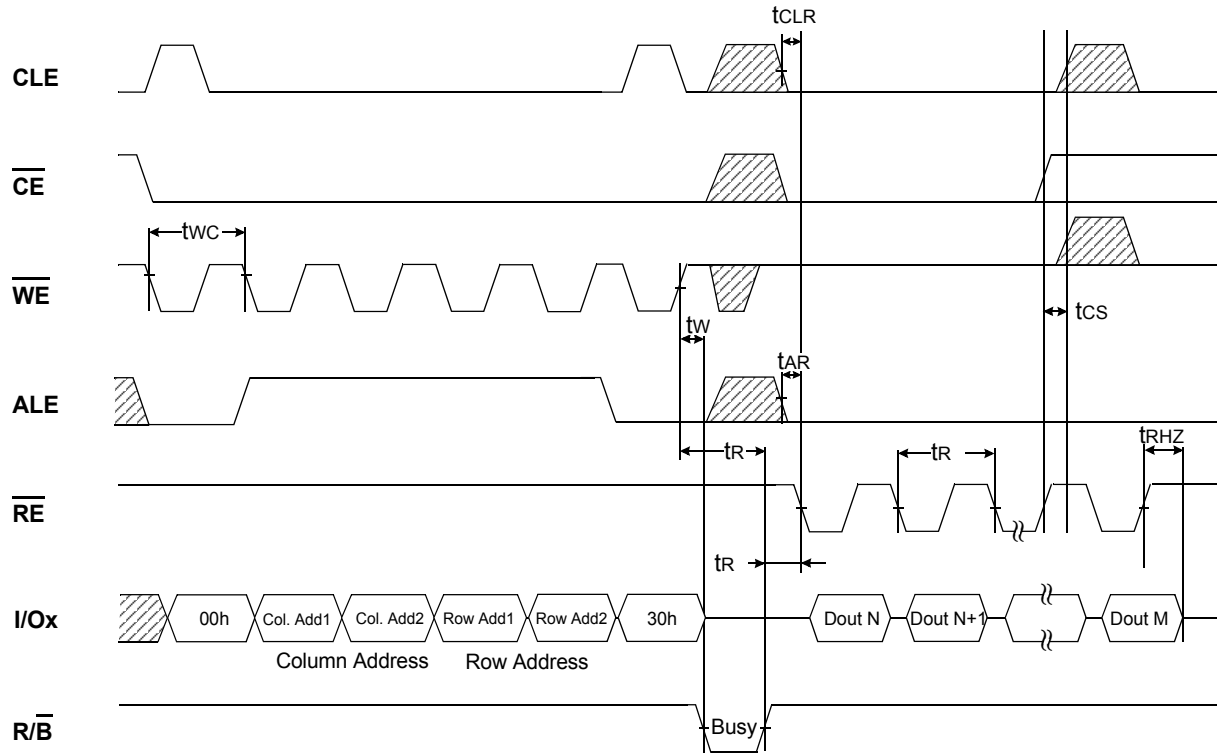 tCLR
CLE
CE
tWC
WE
tW
tCS
tAR
ALE
tR
tR
tRHZ
RE
tR
I/Ox
00h
Col. Add1
Col. Add2
Row Add1
Row Add2
30h
Dout N
Dout N+1
Dout M
Column Address
Row Address
R/B
Busy